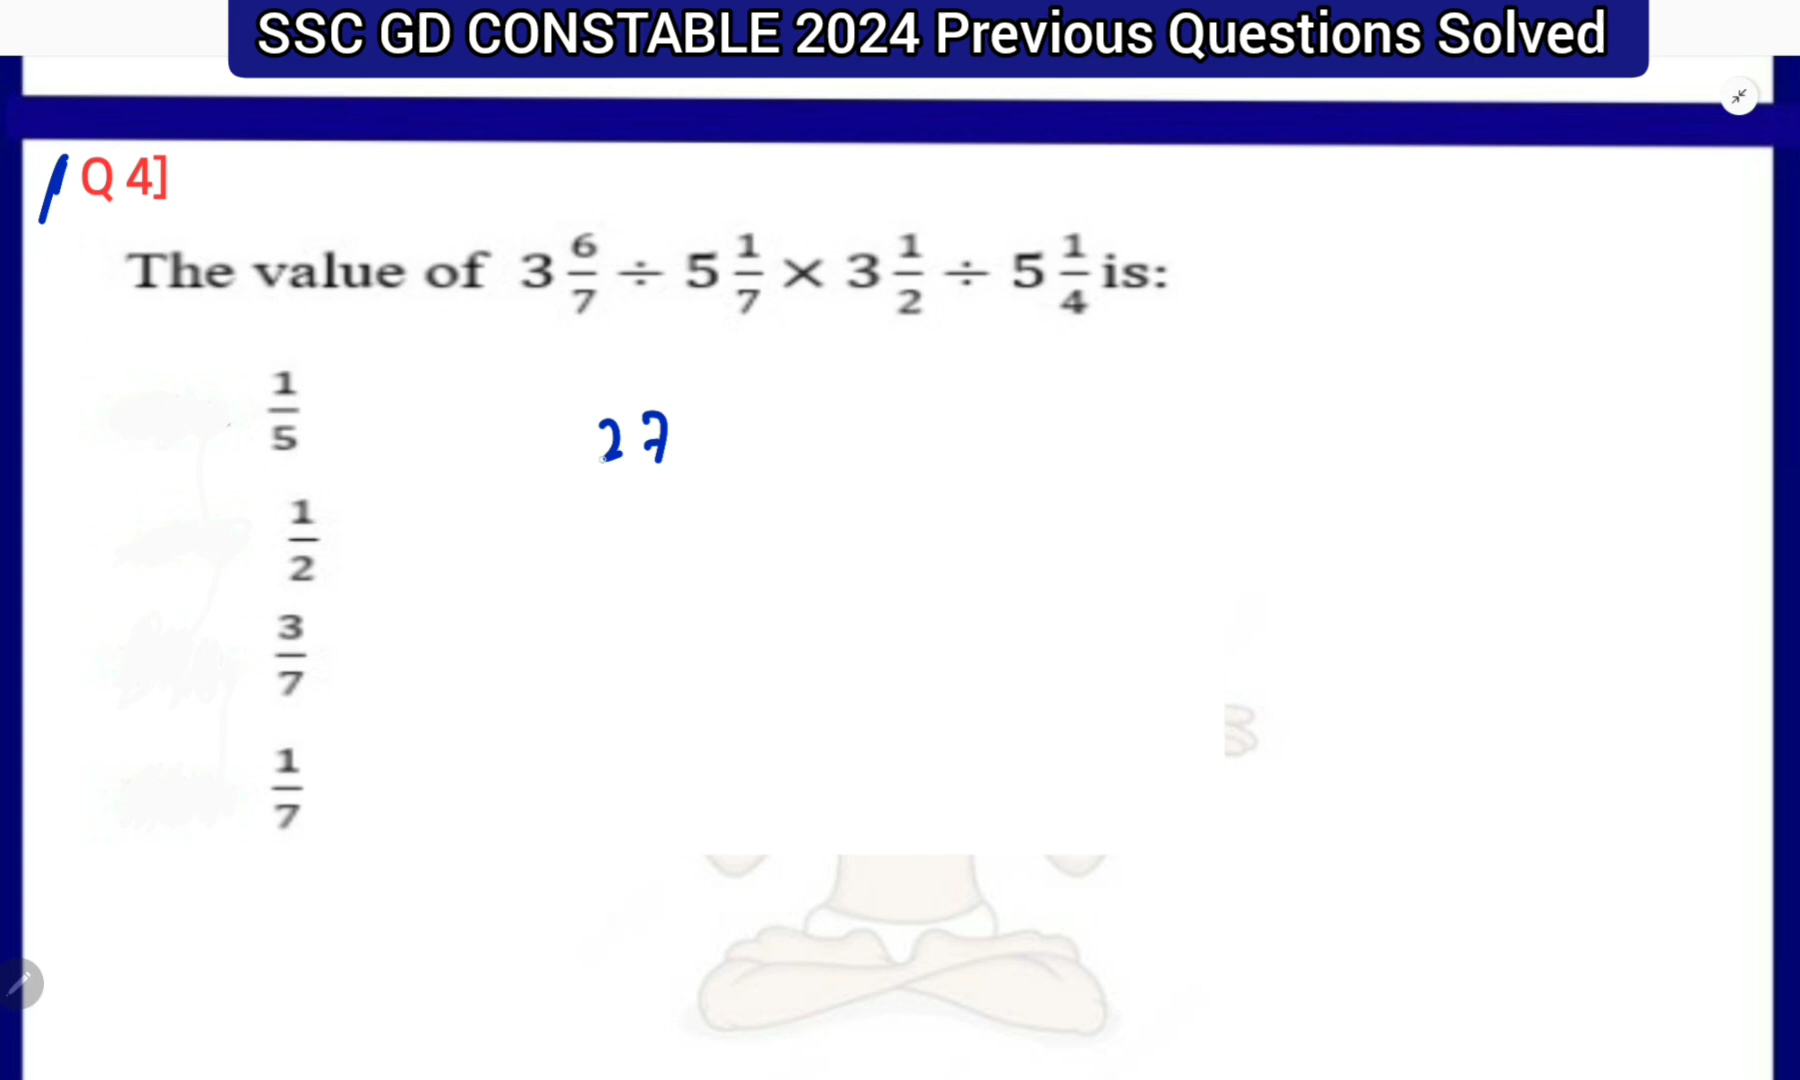 SSC GD CONSTABLE 2024 Previous Questions Solved
Q 4]
The value of 3 6/7 ÷ 5 1/7 × 3 1/2 ÷ 5 1/4 is:
1/5
27
1/2
3/7
1/7